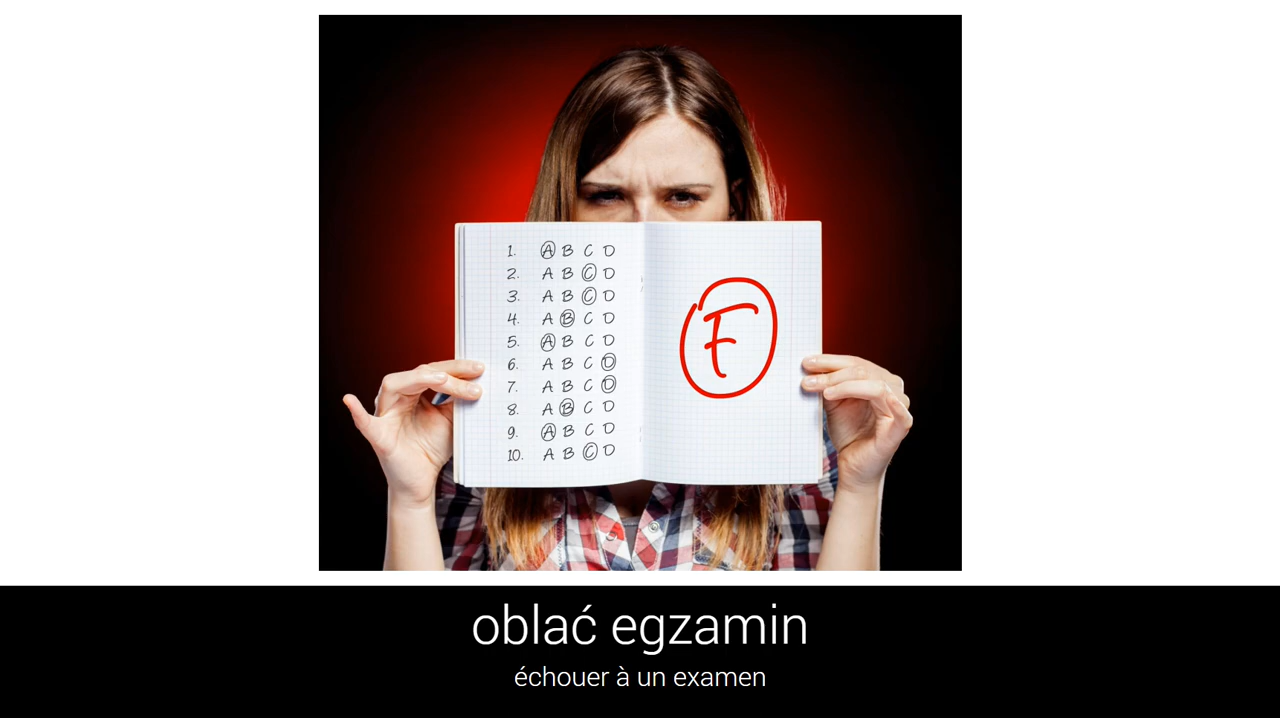 1. A B C D
2. A B C D
3. A B C D
4. A B C D
5. A B C D
6. A B C D
7. A B C D
8. A B C D
9. A B C D
10. A B C D
F
oblać egzamin
échouer à un examen